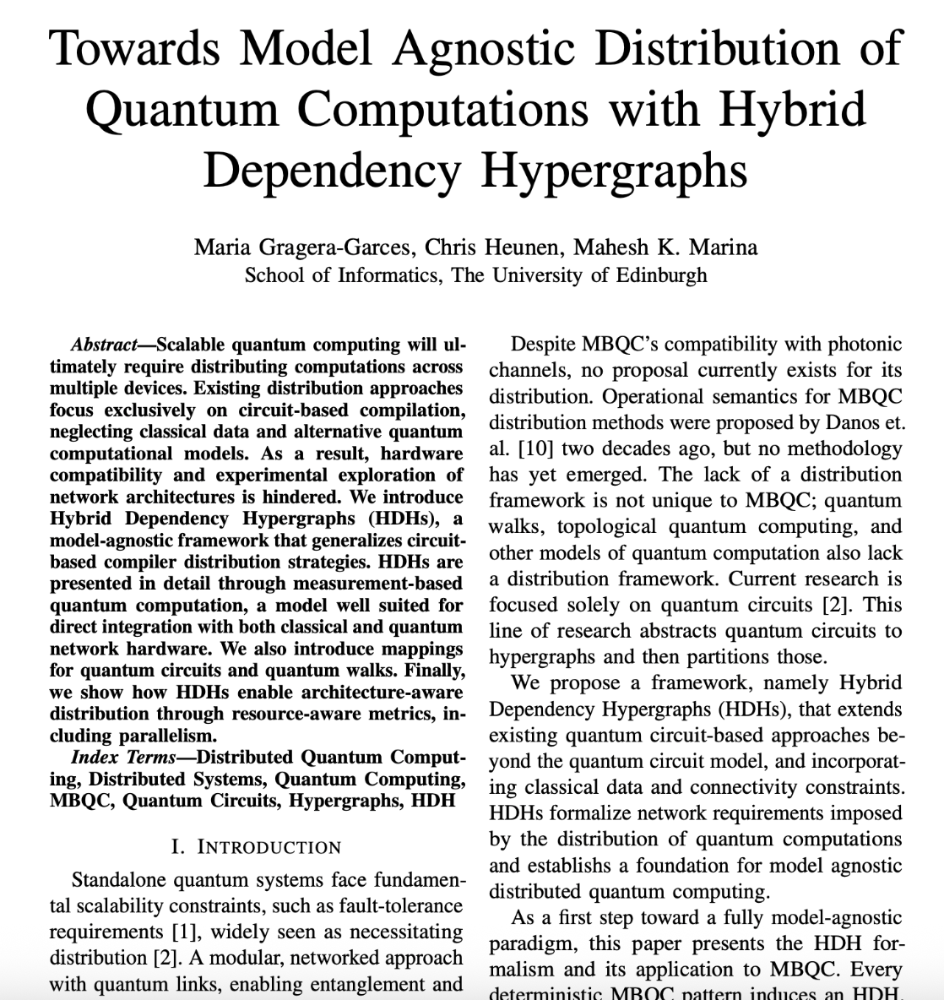 Towards Model Agnostic Distribution of
Quantum Computations with Hybrid
Dependency Hypergraphs
Maria Gragera-Garces, Chris Heunen, Mahesh K. Marina
School of Informatics, The University of Edinburgh
Abstract—Scalable quantum computing will ul-
timately require distributing computations across
multiple devices. Existing distribution approaches
focus exclusively on circuit-based compilation,
neglecting classical data and alternative quantum
computational models. As a result, hardware
compatibility and experimental exploration of
network architectures is hindered. We introduce
Hybrid Dependency Hypergraphs (HDHs), a
model-agnostic framework that generalizes circuit-
based compiler distribution strategies. HDHs are
presented in detail through measurement-based
quantum computation, a model well suited for
direct integration with both classical and quantum
network hardware. We also introduce mappings
for quantum circuits and quantum walks. Finally,
we show how HDHs enable architecture-aware
distribution through resource-aware metrics, in-
cluding parallelism.
Index Terms—Distributed Quantum Comput-
ing, Distributed Systems, Quantum Computing,
MBQC, Quantum Circuits, Hypergraphs, HDH
I. INTRODUCTION
Standalone quantum systems face fundamen-
tal scalability constraints, such as fault-tolerance
requirements [1], widely seen as necessitating
distribution [2]. A modular, networked approach
with quantum links, enabling entanglement and
Despite MBQC's compatibility with photonic
channels, no proposal currently exists for its
distribution. Operational semantics for MBQC
distribution methods were proposed by Danos et.
al. [10] two decades ago, but no methodology
has yet emerged. The lack of a distribution
framework is not unique to MBQC; quantum
walks, topological quantum computing, and
other models of quantum computation also lack
a distribution framework. Current research is
focused solely on quantum circuits [2]. This
line of research abstracts quantum circuits to
hypergraphs and then partitions those.
We propose a framework, namely Hybrid
Dependency Hypergraphs (HDHs), that extends
existing quantum circuit-based approaches be-
yond the quantum circuit model, and incorporat-
ing classical data and connectivity constraints.
HDHs formalize network requirements imposed
by the distribution of quantum computations
and establishs a foundation for model agnostic
distributed quantum computing.
As a first step toward a fully model-agnostic
paradigm, this paper presents the HDH for-
malism and its application to MBQC. Every
deterministic MBQC pattern induces an HDH,